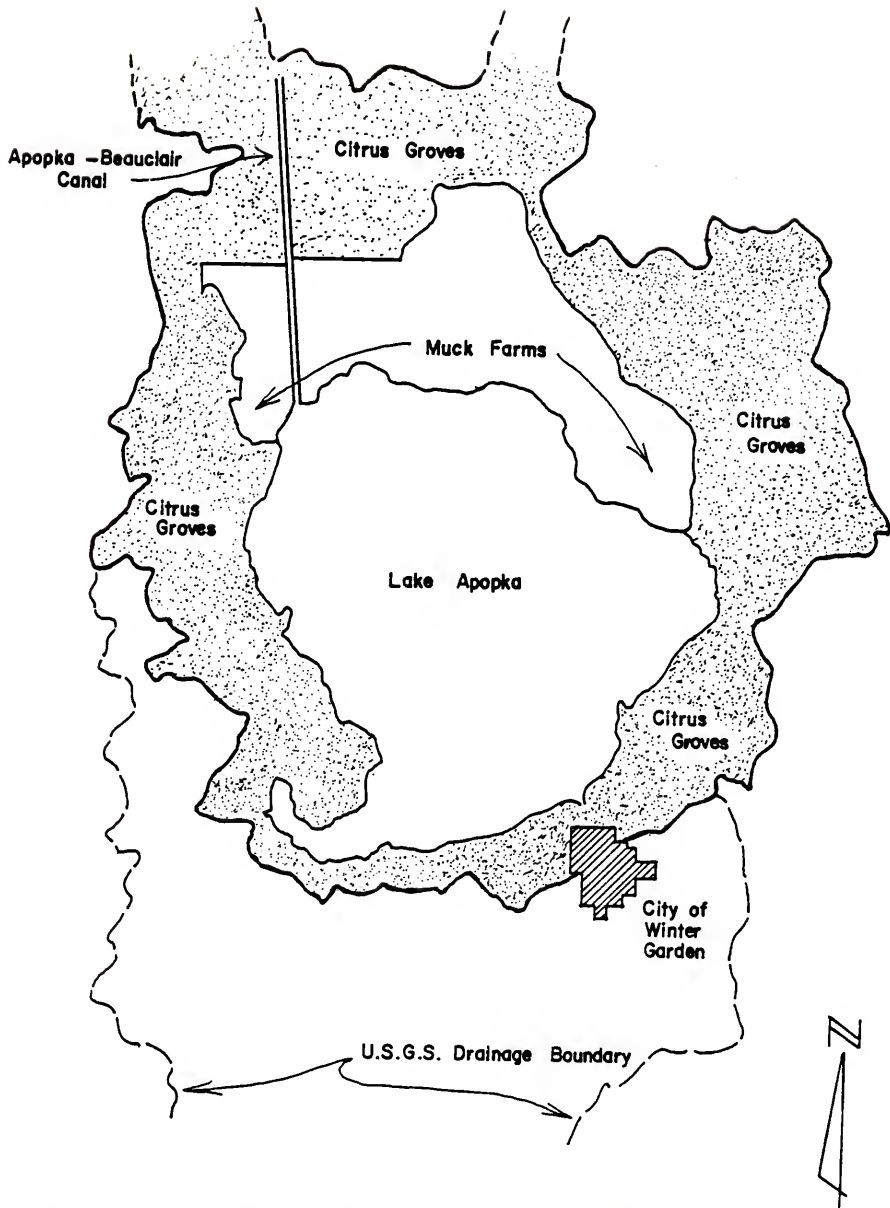 Apopka -Beauclair
Canal
Citrus Groves
Muck Farms
Citrus
Groves
Citrus
Groves
Lake Apopka
Citrus
Groves
City of
Winter
Garden
U.S.G.S. Drainage Boundary
N